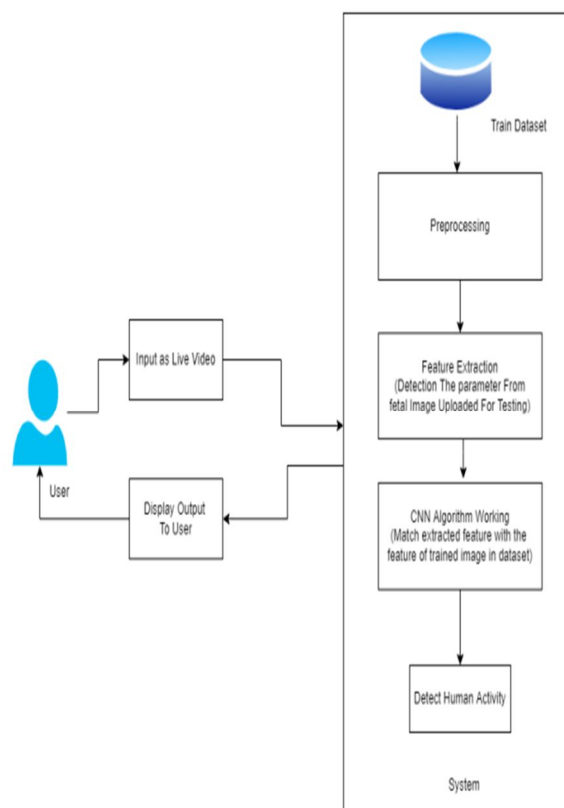 Train Dataset
Preprocessing
Input as Live Video
Feature Extraction
(Detection The parameter From
fetal Image Uploaded For Testing)
User
Display Output
To User
CNN Algorithm Working
(Match extracted feature with the
feature of trained image in dataset)
Detect Human Activity
System